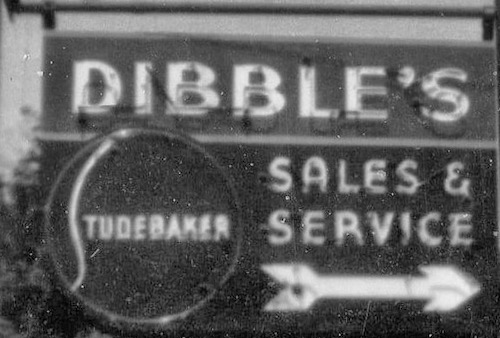 DIBBLE'S
STUDEBAKER
SALES &
SERVICE